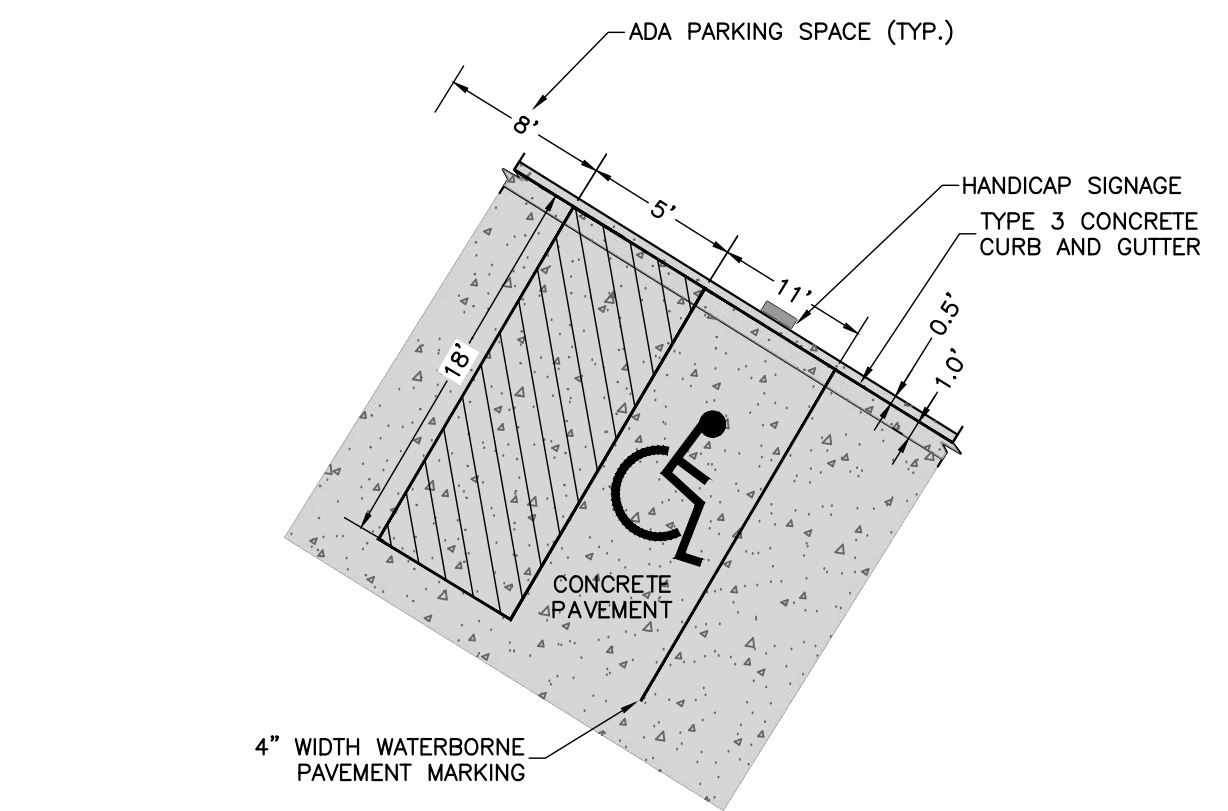 ADA PARKING SPACE (TYP.)
8'
5'
HANDICAP SIGNAGE
TYPE 3 CONCRETE
CURB AND GUTTER
11'
0.5'
1.0'
18'
CONCRETE
PAVEMENT
4" WIDTH WATERBORNE
PAVEMENT MARKING